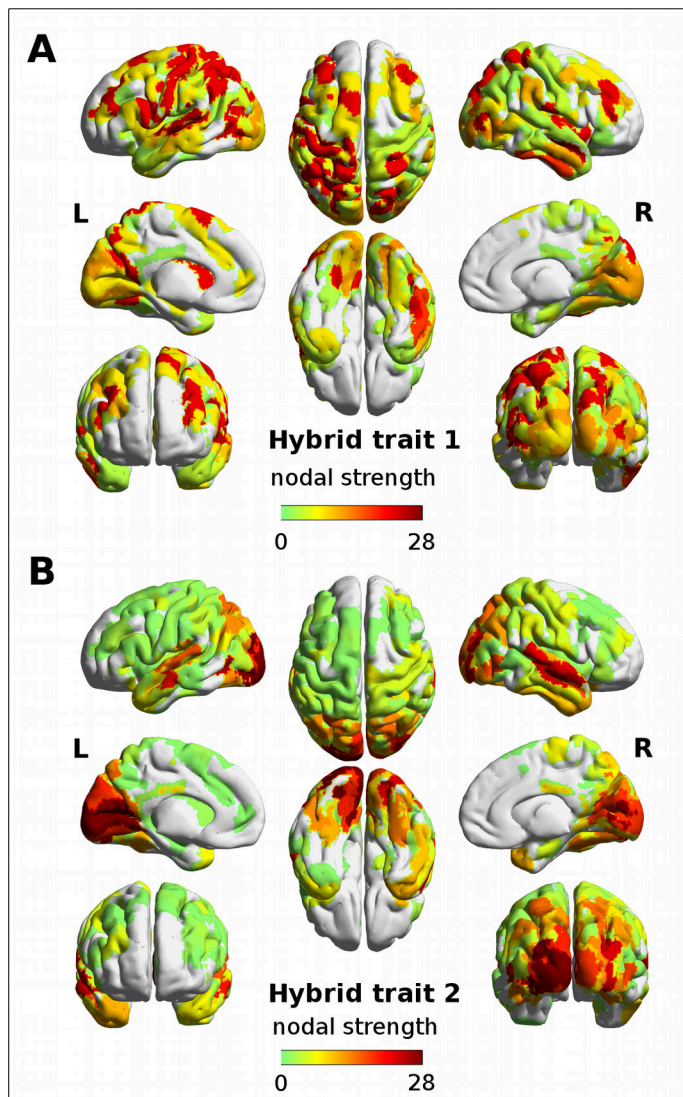 A
L
R
Hybrid trait 1
nodal strength
0
28
B
L
R
Hybrid trait 2
nodal strength
0
28